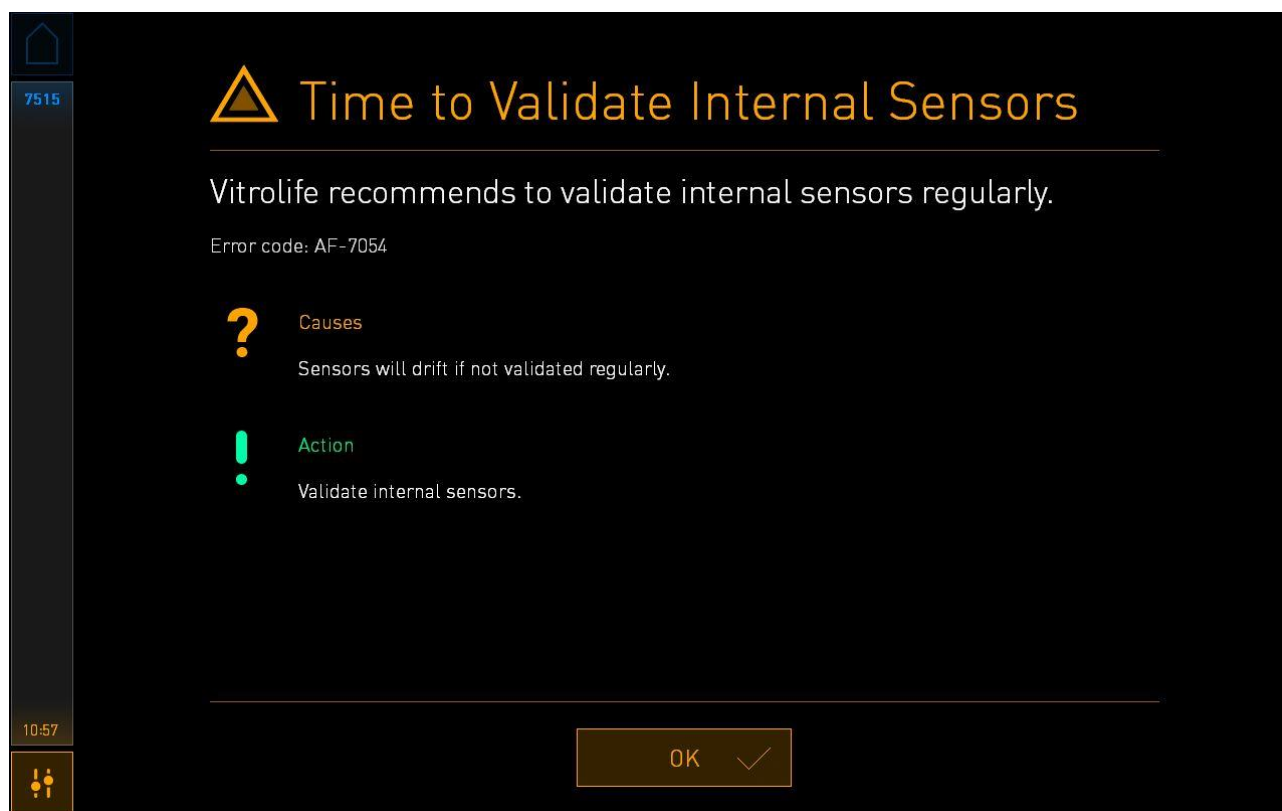 7515
Time to Validate Internal Sensors
Vitrolife recommends to validate internal sensors regularly.
Error code: AF-7054
?
Causes
Sensors will drift if not validated regularly.
!
Action
Validate internal sensors.
10:57
OK